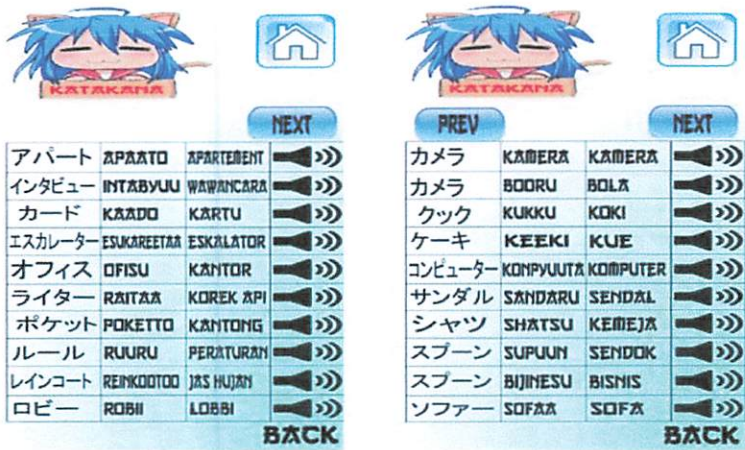 KATAKANA
NEXT
アパート APAATO APARTEMENT
インタビュー INTABYUU WAWANCARA
カード KAADO KARTU
エスカレーター ESUKAREETAA ESKALATOR
オフィス OFISU KANTOR
ライター RAITAA KOREK API
ポケット POKETTO KANTONG
ルール RUURU PERATURAN
レインコート REINKOOTOO JAS HUJAN
ロビー ROBII LOBBI
BACK
KATAKANA
PREV NEXT
カメラ KAMERA KAMERA
カメラ BOORU BOLA
クック KUKKU KOKI
ケーキ KEEKI KUE
コンピューター KONPYUUTA KOMPUTER
サンダル SANDARU SENDAL
シャツ SHATSU KEMEJA
スプーン SUPUUN SENDOK
スプーン BIJINESU BISNIS
ソファー SOFAA SOFA
BACK